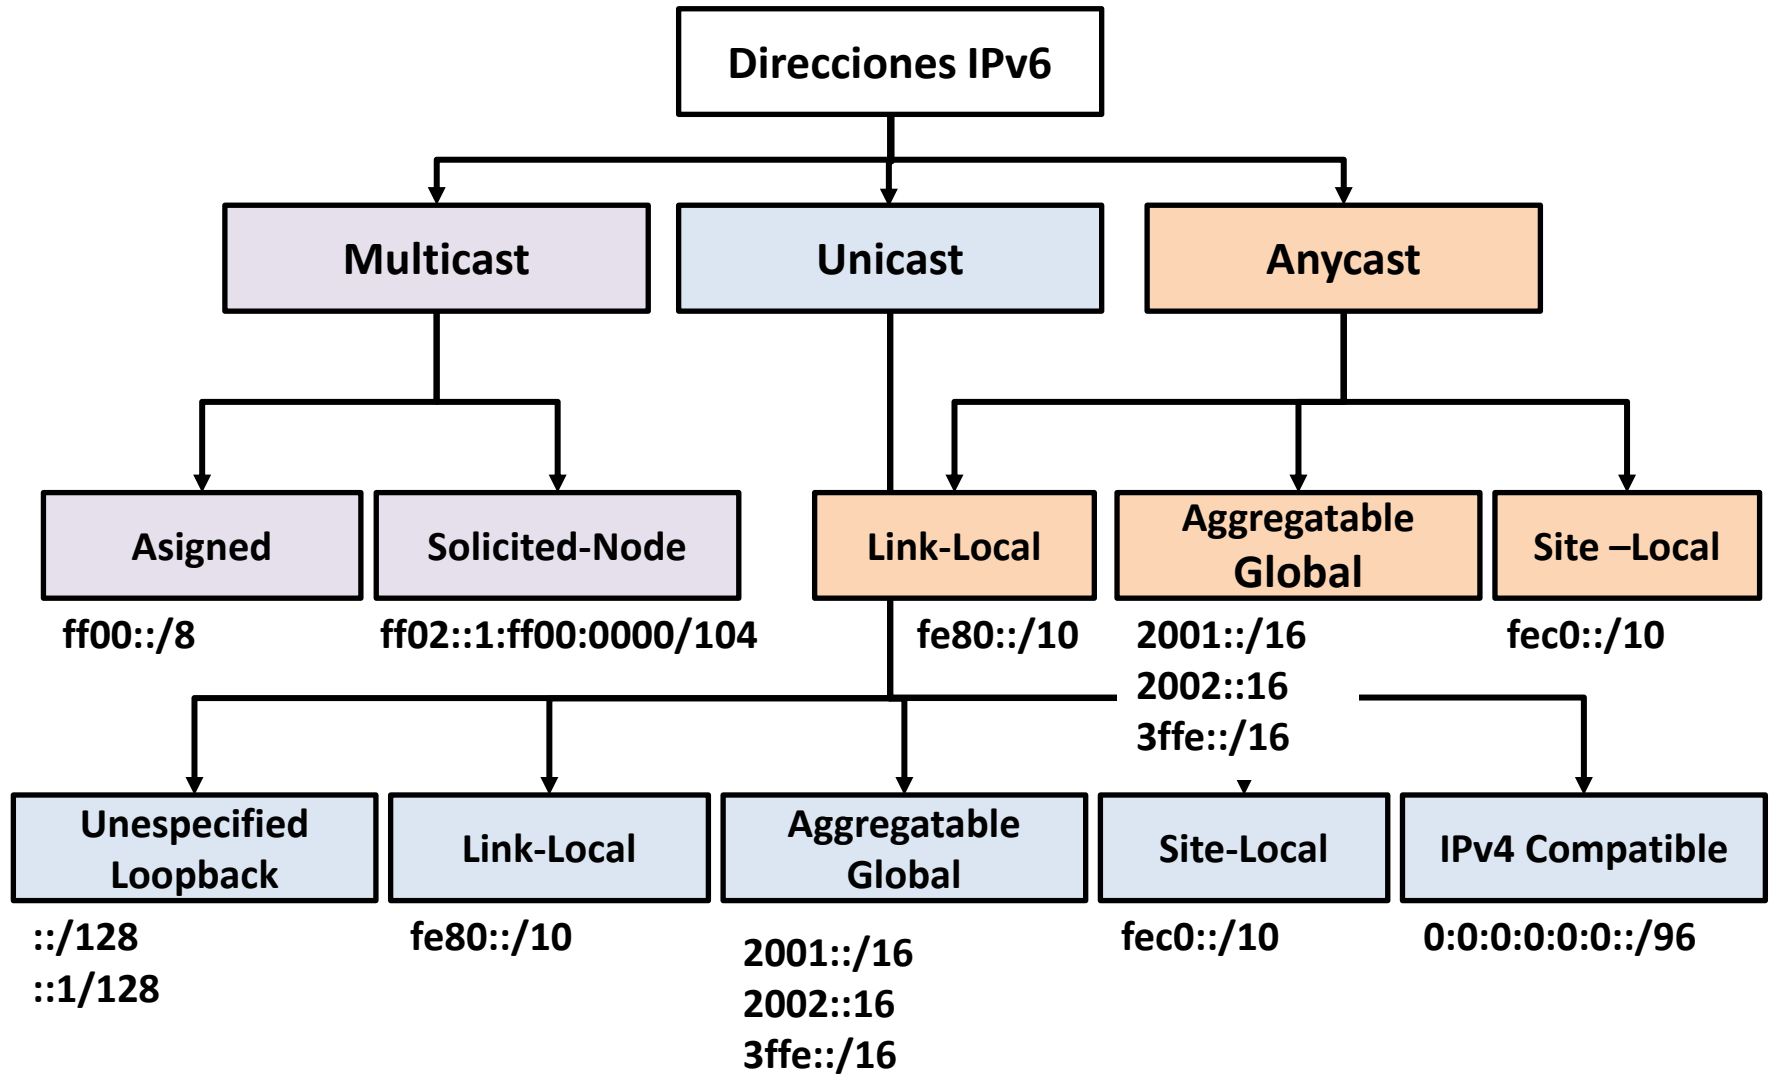 Direcciones IPv6
Multicast
Unicast
Anycast
Asigned
Solicited-Node
Link-Local
Aggregatable
Global
Site –Local
ff00::/8
ff02::1:ff00:0000/104
fe80::/10
2001::/16
2002::16
3ffe::/16
fec0::/10
Unespecified
Loopback
Link-Local
Aggregatable
Global
Site-Local
IPv4 Compatible
::/128
::1/128
fe80::/10
2001::/16
2002::16
3ffe::/16
fec0::/10
0:0:0:0:0:0::/96